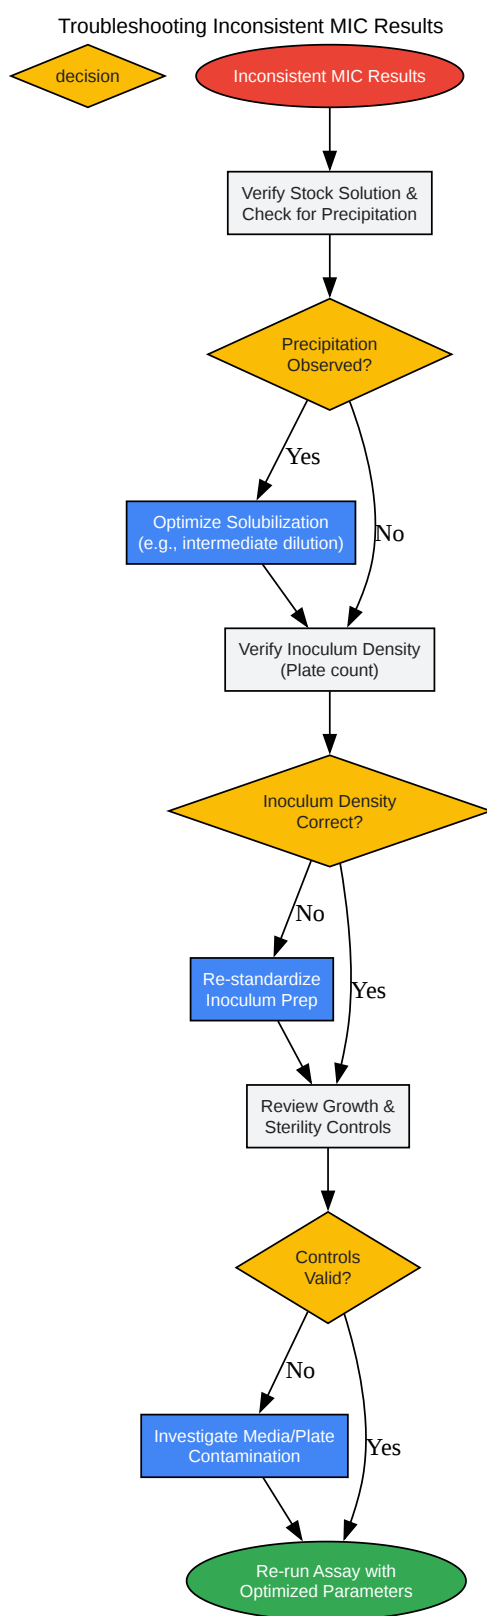 Troubleshooting Inconsistent MIC Results
decision
Inconsistent MIC Results
Verify Stock Solution &
Check for Precipitation
Precipitation
Observed?
Yes
Optimize Solubilization
(e.g., intermediate dilution)
No
Verify Inoculum Density
(Plate count)
Inoculum Density
Correct?
No
Re-standardize
Inoculum Prep
Yes
Review Growth &
Sterility Controls
Controls
Valid?
No
Investigate Media/Plate
Contamination
Yes
Re-run Assay with
Optimized Parameters